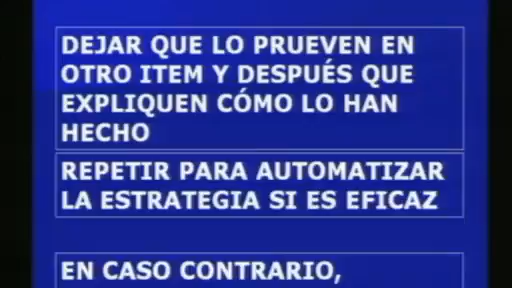 DEJAR QUE LO PRUEVEN EN
OTRO ITEM Y DESPUÉS QUE
EXPLIQUEN CÓMO LO HAN
HECHO
REPETIR PARA AUTOMATIZAR
LA ESTRATEGIA SI ES EFICAZ
EN CASO CONTRARIO,